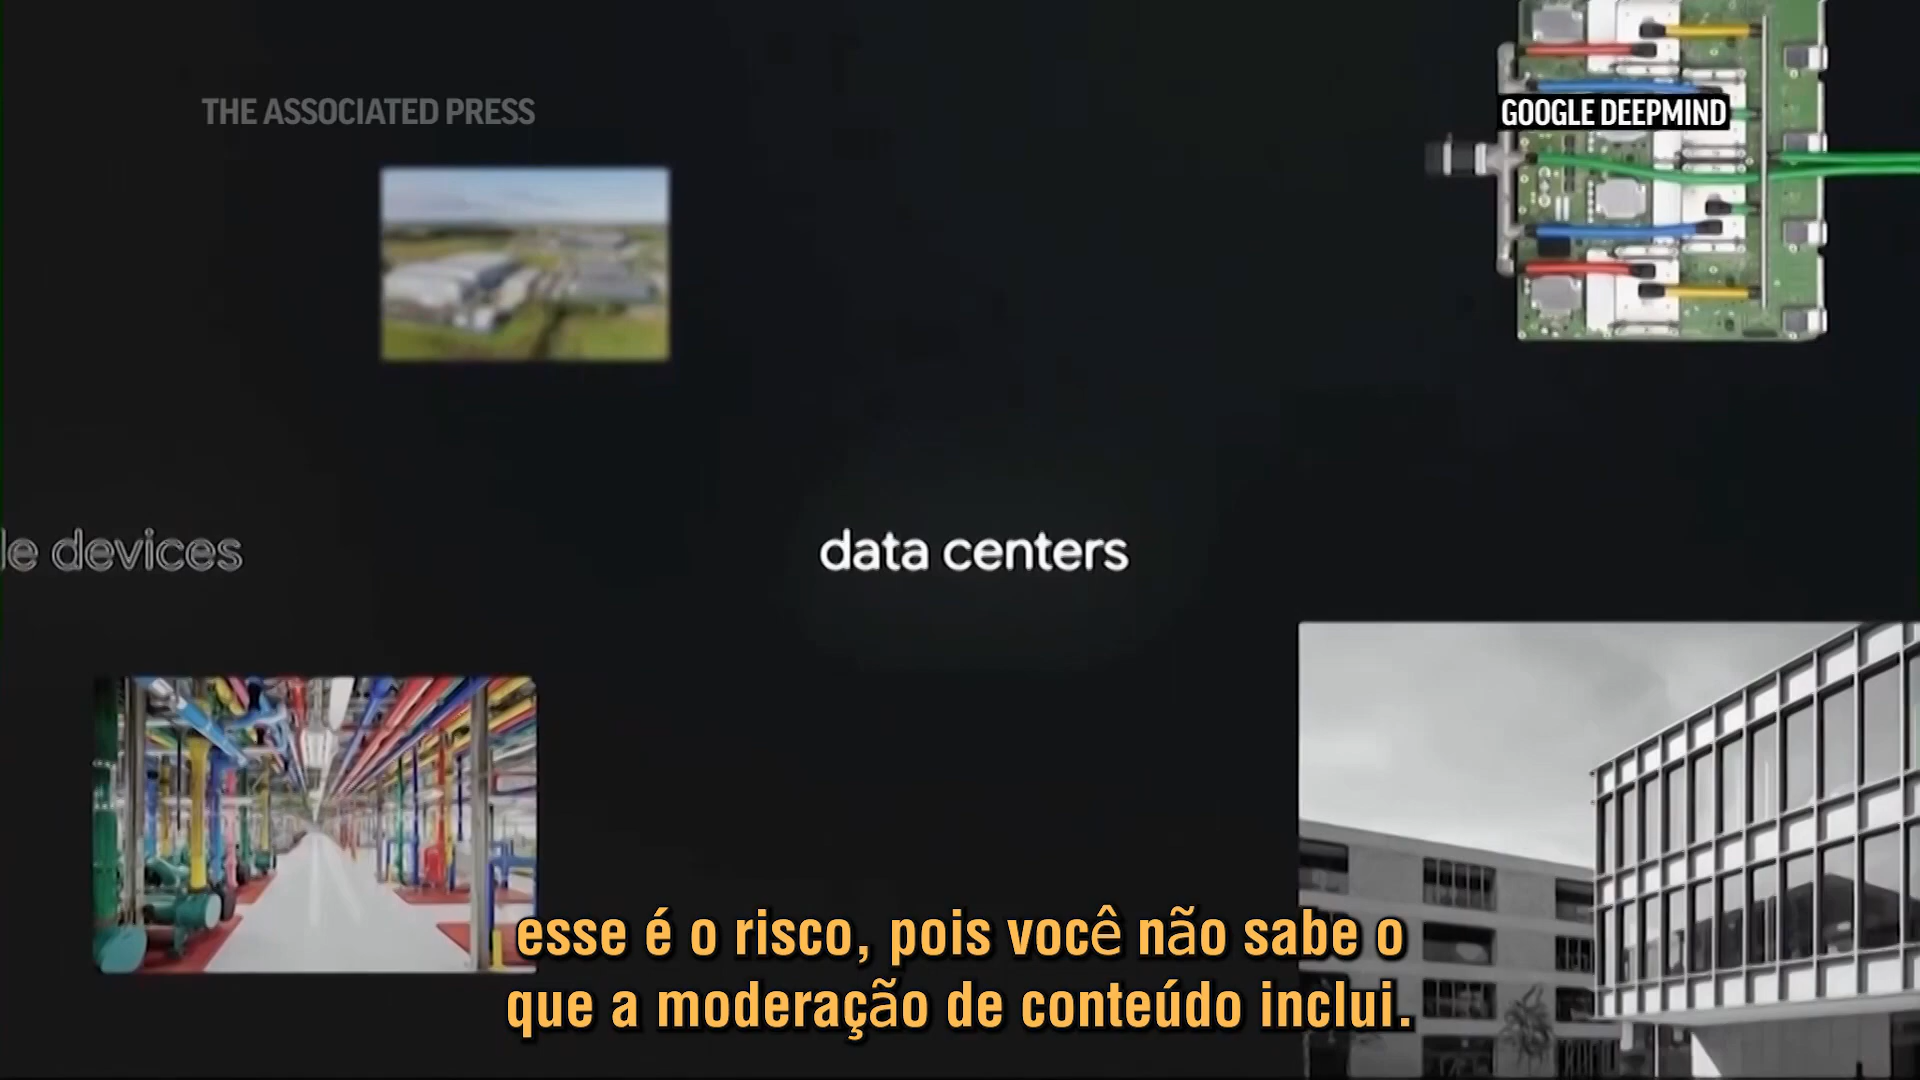 THE ASSOCIATED PRESS
GOOGLE DEEPMIND
le devices
data centers
esse é o risco, pois você não sabe o
que a moderação de conteúdo inclui.